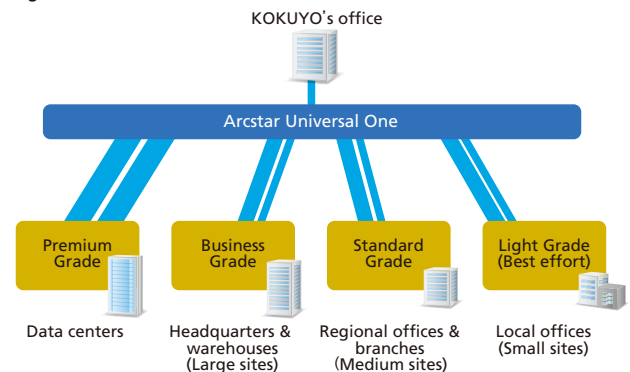 KOKUYO's office
Arcstar Universal One
Premium
Grade
Business
Grade
Standard
Grade
Light Grade
(Best effort)
Data centers
Headquarters &
warehouses
(Large sites)
Regional offices &
branches
(Medium sites)
Local offices
(Small sites)